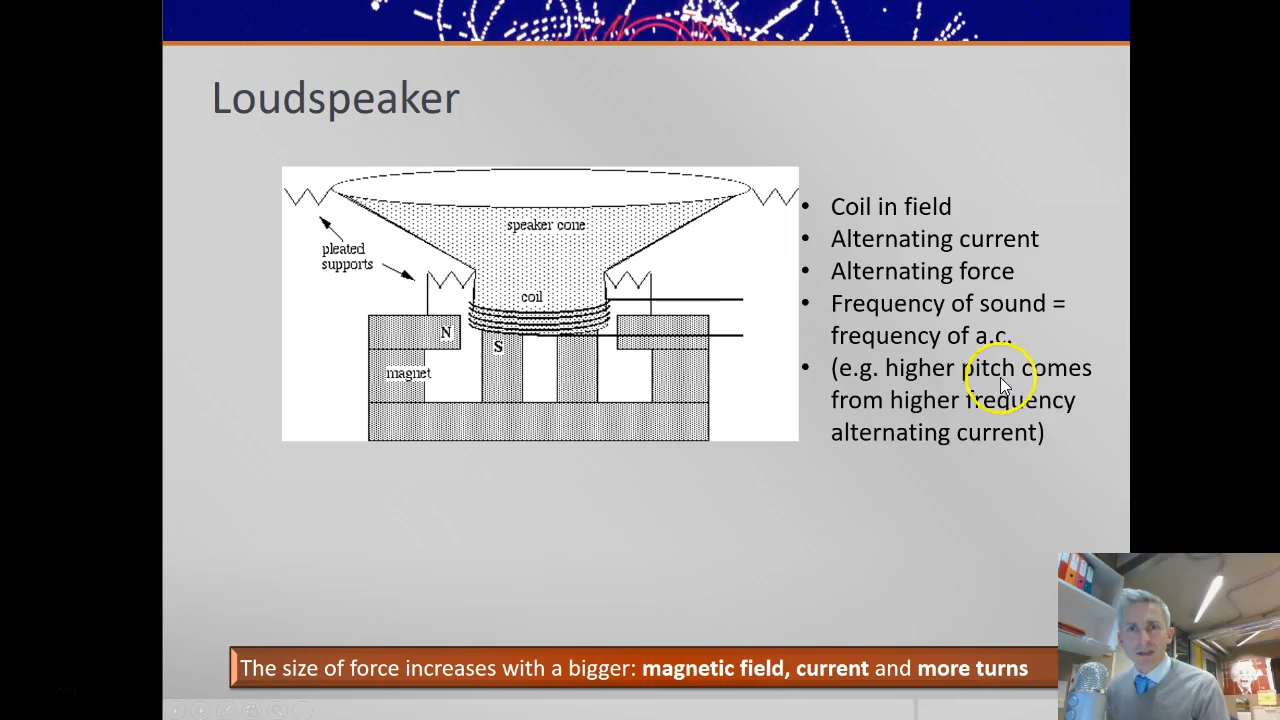 Loudspeaker
speaker cone
pleated
supports
coil
N
S
magnet
• Coil in field
• Alternating current
• Alternating force
• Frequency of sound =
frequency of a.c.
• (e.g. higher pitch comes
from higher frequency
alternating current)
The size of force increases with a bigger: magnetic field, current and more turns